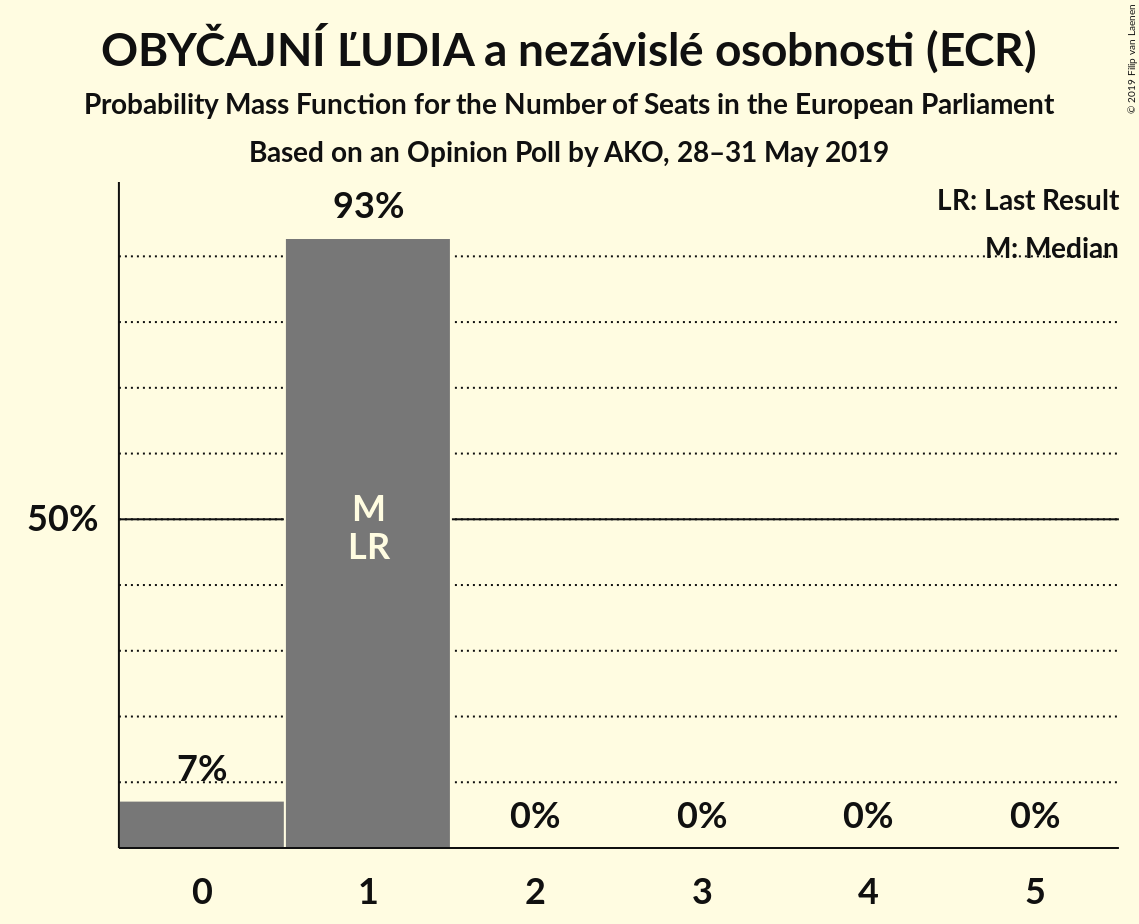 OBYČAJNÍ ĽUDIA a nezávislé osobnosti (ECR)
Probability Mass Function for the Number of Seats in the European Parliament
Based on an Opinion Poll by AKO, 28–31 May 2019
© 2019 Filip van Laenen
LR: Last Result
M: Median
93%
50%
M
LR
7%
0%
0%
0%
0%
0
1
2
3
4
5